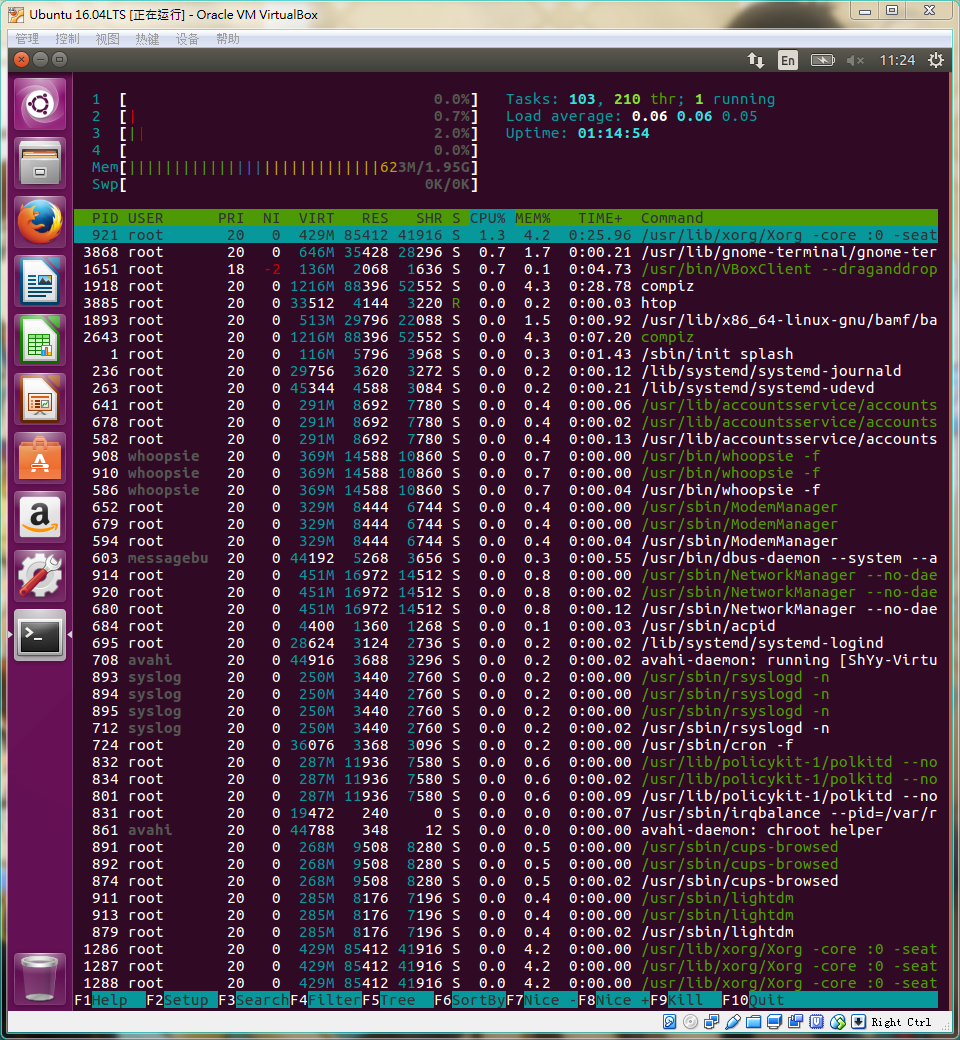 Ubuntu 16.04LTS [正在运行] - Oracle VM VirtualBox
管理 控制 视图 热键 设备 帮助
En 11:24
1 [ 0.0%] Tasks: 103, 210 thr; 1 running
2 [| 0.7%] Load average: 0.06 0.06 0.05
3 [|| 2.0%] Uptime: 01:14:54
4 [ 0.0%]
Mem[||||||||||||||||||||||||||||623M/1.95G]
Swp[ 0K/0K]
PID USER PRI NI VIRT RES SHR S CPU% MEM% TIME+ Command
921 root 20 0 429M 85412 41916 S 1.3 4.2 0:25.96 /usr/lib/xorg/Xorg -core :0 -seat
3868 root 20 0 646M 35428 28296 S 0.7 1.7 0:00.21 /usr/lib/gnome-terminal/gnome-ter
1651 root 18 -2 136M 2068 1636 S 0.7 0.1 0:04.73 /usr/bin/VBoxClient --draganddrop
1918 root 20 0 1216M 88396 52552 S 0.0 4.3 0:28.78 compiz
3885 root 20 0 33512 4144 3220 R 0.0 0.2 0:00.03 htop
1893 root 20 0 513M 29796 22088 S 0.0 1.5 0:00.92 /usr/lib/x86_64-linux-gnu/bamf/ba
2643 root 20 0 1216M 88396 52552 S 0.0 4.3 0:07.20 compiz
1 root 20 0 116M 5796 3968 S 0.0 0.3 0:01.43 /sbin/init splash
236 root 20 0 29756 3620 3272 S 0.0 0.2 0:00.12 /lib/systemd/systemd-journald
263 root 20 0 45344 4588 3084 S 0.0 0.2 0:00.21 /lib/systemd/systemd-udevd
641 root 20 0 291M 8692 7780 S 0.0 0.4 0:00.06 /usr/lib/accountsservice/accounts
678 root 20 0 291M 8692 7780 S 0.0 0.4 0:00.02 /usr/lib/accountsservice/accounts
582 root 20 0 291M 8692 7780 S 0.0 0.4 0:00.13 /usr/lib/accountsservice/accounts
908 whoopsie 20 0 369M 14588 10860 S 0.0 0.7 0:00.00 /usr/bin/whoopsie -f
910 whoopsie 20 0 369M 14588 10860 S 0.0 0.7 0:00.00 /usr/bin/whoopsie -f
586 whoopsie 20 0 369M 14588 10860 S 0.0 0.7 0:00.04 /usr/bin/whoopsie -f
652 root 20 0 329M 8444 6744 S 0.0 0.4 0:00.00 /usr/sbin/ModemManager
679 root 20 0 329M 8444 6744 S 0.0 0.4 0:00.00 /usr/sbin/ModemManager
594 root 20 0 329M 8444 6744 S 0.0 0.4 0:00.04 /usr/sbin/ModemManager
603 messagebu 20 0 44192 5268 3656 S 0.0 0.3 0:00.55 /usr/bin/dbus-daemon --system --a
914 root 20 0 451M 16972 14512 S 0.0 0.8 0:00.00 /usr/sbin/NetworkManager --no-dae
920 root 20 0 451M 16972 14512 S 0.0 0.8 0:00.02 /usr/sbin/NetworkManager --no-dae
680 root 20 0 451M 16972 14512 S 0.0 0.8 0:00.12 /usr/sbin/NetworkManager --no-dae
684 root 20 0 4400 1360 1268 S 0.0 0.1 0:00.03 /usr/sbin/acpid
695 root 20 0 28624 3124 2736 S 0.0 0.2 0:00.02 /lib/systemd/systemd-logind
708 avahi 20 0 44916 3688 3296 S 0.0 0.2 0:00.02 avahi-daemon: running [ShYy-Virtu
893 syslog 20 0 250M 3440 2760 S 0.0 0.2 0:00.00 /usr/sbin/rsyslogd -n
894 syslog 20 0 250M 3440 2760 S 0.0 0.2 0:00.00 /usr/sbin/rsyslogd -n
895 syslog 20 0 250M 3440 2760 S 0.0 0.2 0:00.00 /usr/sbin/rsyslogd -n
712 syslog 20 0 250M 3440 2760 S 0.0 0.2 0:00.02 /usr/sbin/rsyslogd -n
724 root 20 0 36076 3368 3096 S 0.0 0.2 0:00.00 /usr/sbin/cron -f
832 root 20 0 287M 11936 7580 S 0.0 0.6 0:00.00 /usr/lib/policykit-1/polkitd --no
834 root 20 0 287M 11936 7580 S 0.0 0.6 0:00.02 /usr/lib/policykit-1/polkitd --no
801 root 20 0 287M 11936 7580 S 0.0 0.6 0:00.09 /usr/lib/policykit-1/polkitd --no
831 root 20 0 19472 240 0 S 0.0 0.0 0:00.07 /usr/sbin/irqbalance --pid=/var/r
861 avahi 20 0 44788 348 12 S 0.0 0.0 0:00.00 avahi-daemon: chroot helper
891 root 20 0 268M 9508 8280 S 0.0 0.5 0:00.00 /usr/sbin/cups-browsed
892 root 20 0 268M 9508 8280 S 0.0 0.5 0:00.00 /usr/sbin/cups-browsed
874 root 20 0 268M 9508 8280 S 0.0 0.5 0:00.02 /usr/sbin/cups-browsed
911 root 20 0 285M 8176 7196 S 0.0 0.4 0:00.00 /usr/sbin/lightdm
913 root 20 0 285M 8176 7196 S 0.0 0.4 0:00.00 /usr/sbin/lightdm
879 root 20 0 285M 8176 7196 S 0.0 0.4 0:00.02 /usr/sbin/lightdm
1286 root 20 0 429M 85412 41916 S 0.0 4.2 0:00.00 /usr/lib/xorg/Xorg -core :0 -seat
1287 root 20 0 429M 85412 41916 S 0.0 4.2 0:00.00 /usr/lib/xorg/Xorg -core :0 -seat
1288 root 20 0 429M 85412 41916 S 0.0 4.2 0:00.00 /usr/lib/xorg/Xorg -core :0 -seat
F1Help F2Setup F3SearchF4FilterF5Tree F6SortByF7Nice -F8Nice +F9Kill F10Quit
Right Ctrl